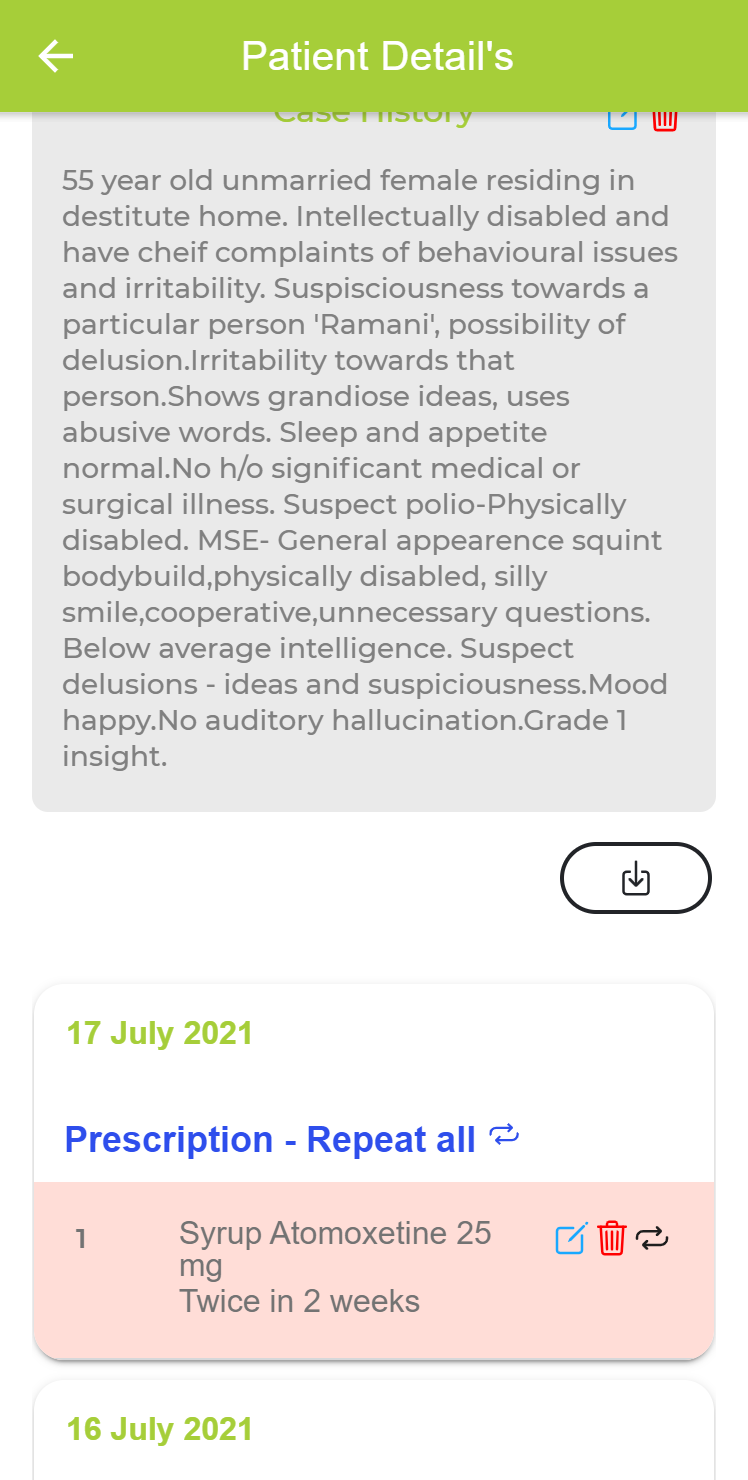 Patient Detail's
Case History
55 year old unmarried female residing in
destitute home. Intellectually disabled and
have cheif complaints of behavioural issues
and irritability. Suspisciousness towards a
particular person 'Ramani', possibility of
delusion.Irritability towards that
person.Shows grandiose ideas, uses
abusive words. Sleep and appetite
normal.No h/o significant medical or
surgical illness. Suspect polio-Physically
disabled. MSE- General appearence squint
bodybuild,physically disabled, silly
smile,cooperative,unnecessary questions.
Below average intelligence. Suspect
delusions - ideas and suspiciousness.Mood
happy.No auditory hallucination.Grade 1
insight.
17 July 2021
Prescription - Repeat all
1 Syrup Atomoxetine 25
mg
Twice in 2 weeks
16 July 2021